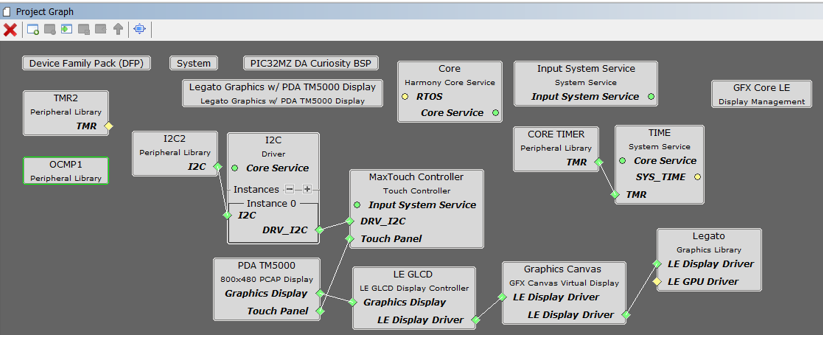 Project Graph
Device Family Pack (DFP)
System
PIC32MZ DA Curiosity BSP
Legato Graphics w/ PDA TM5000 Display
Legato Graphics w/ PDA TM5000 Display
Core
Harmony Core Service
RTOS
Core Service
Input System Service
System Service
Input System Service
GFX Core LE
Display Management
TMR2
Peripheral Library
TMR
OCMP1
Peripheral Library
I2C2
Peripheral Library
I2C
I2C
Driver
Core Service
Instances
Instance 0
I2C
DRV_I2C
CORE TIMER
Peripheral Library
TMR
TIME
System Service
Core Service
SYS_TIME
TMR
MaxTouch Controller
Touch Controller
Input System Service
DRV_I2C
Touch Panel
PDA TM5000
800x480 PCAP Display
Graphics Display
Touch Panel
LE GLCD
LE GLCD Display Controller
Graphics Display
LE Display Driver
Graphics Canvas
GFX Canvas Virtual Display
LE Display Driver
LE Display Driver
Legato
Graphics Library
LE Display Driver
LE GPU Driver